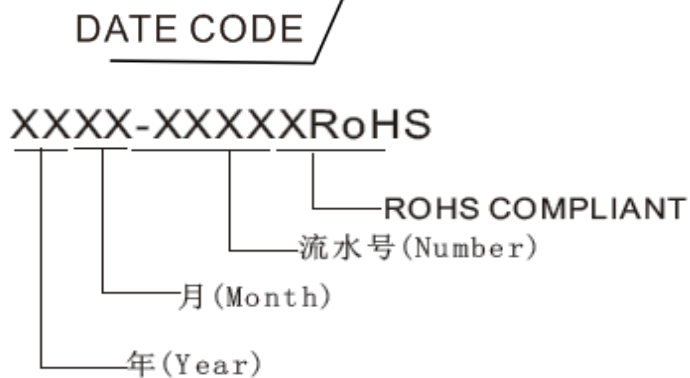 DATE CODE
XXXX-XXXXXRoHS
ROHS COMPLIANT
流水号(Number)
月(Month)
年(Year)